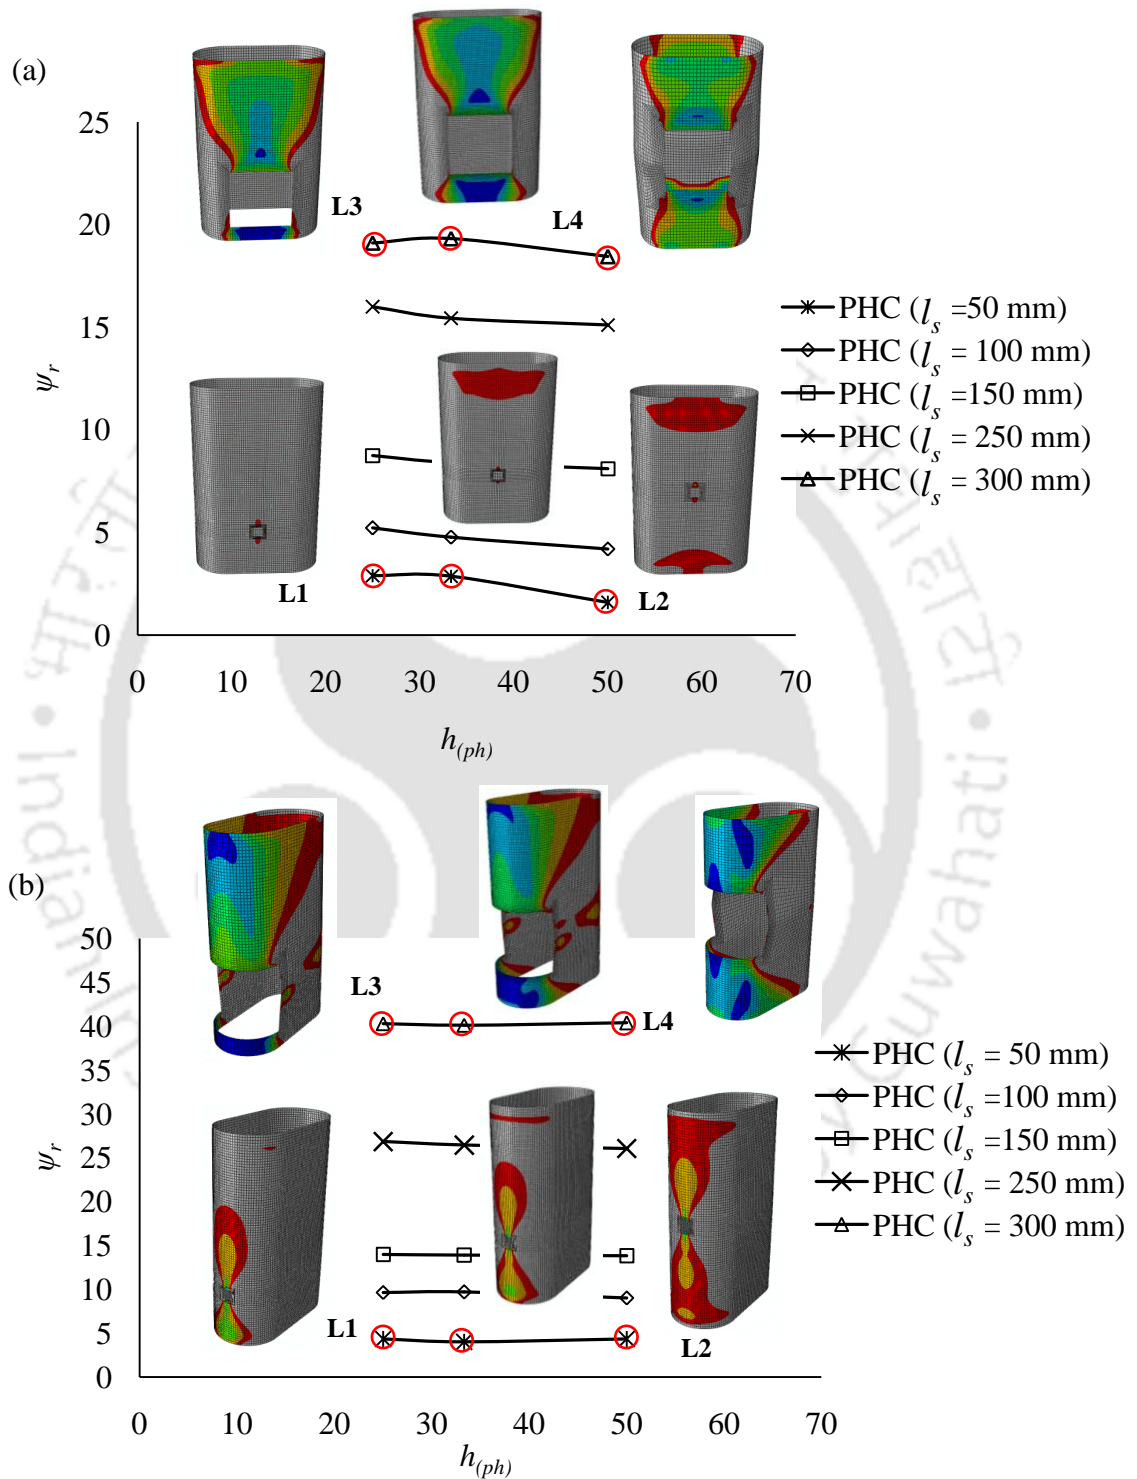 (a)
25
20
15
10
5
0
ψr
L3
L4
L1
L2
0 10 20 30 40 50 60 70
h(ph)
PHC (ls =50 mm)
PHC (ls = 100 mm)
PHC (ls =150 mm)
PHC (ls = 250 mm)
PHC (ls = 300 mm)
(b)
50
45
40
35
30
25
20
15
10
5
0
ψr
L3
L4
L1
L2
0 10 20 30 40 50 60 70
h(ph)
PHC (ls = 50 mm)
PHC (ls =100 mm)
PHC (ls =150 mm)
PHC (ls = 250 mm)
PHC (ls = 300 mm)
Indian
Guwahati